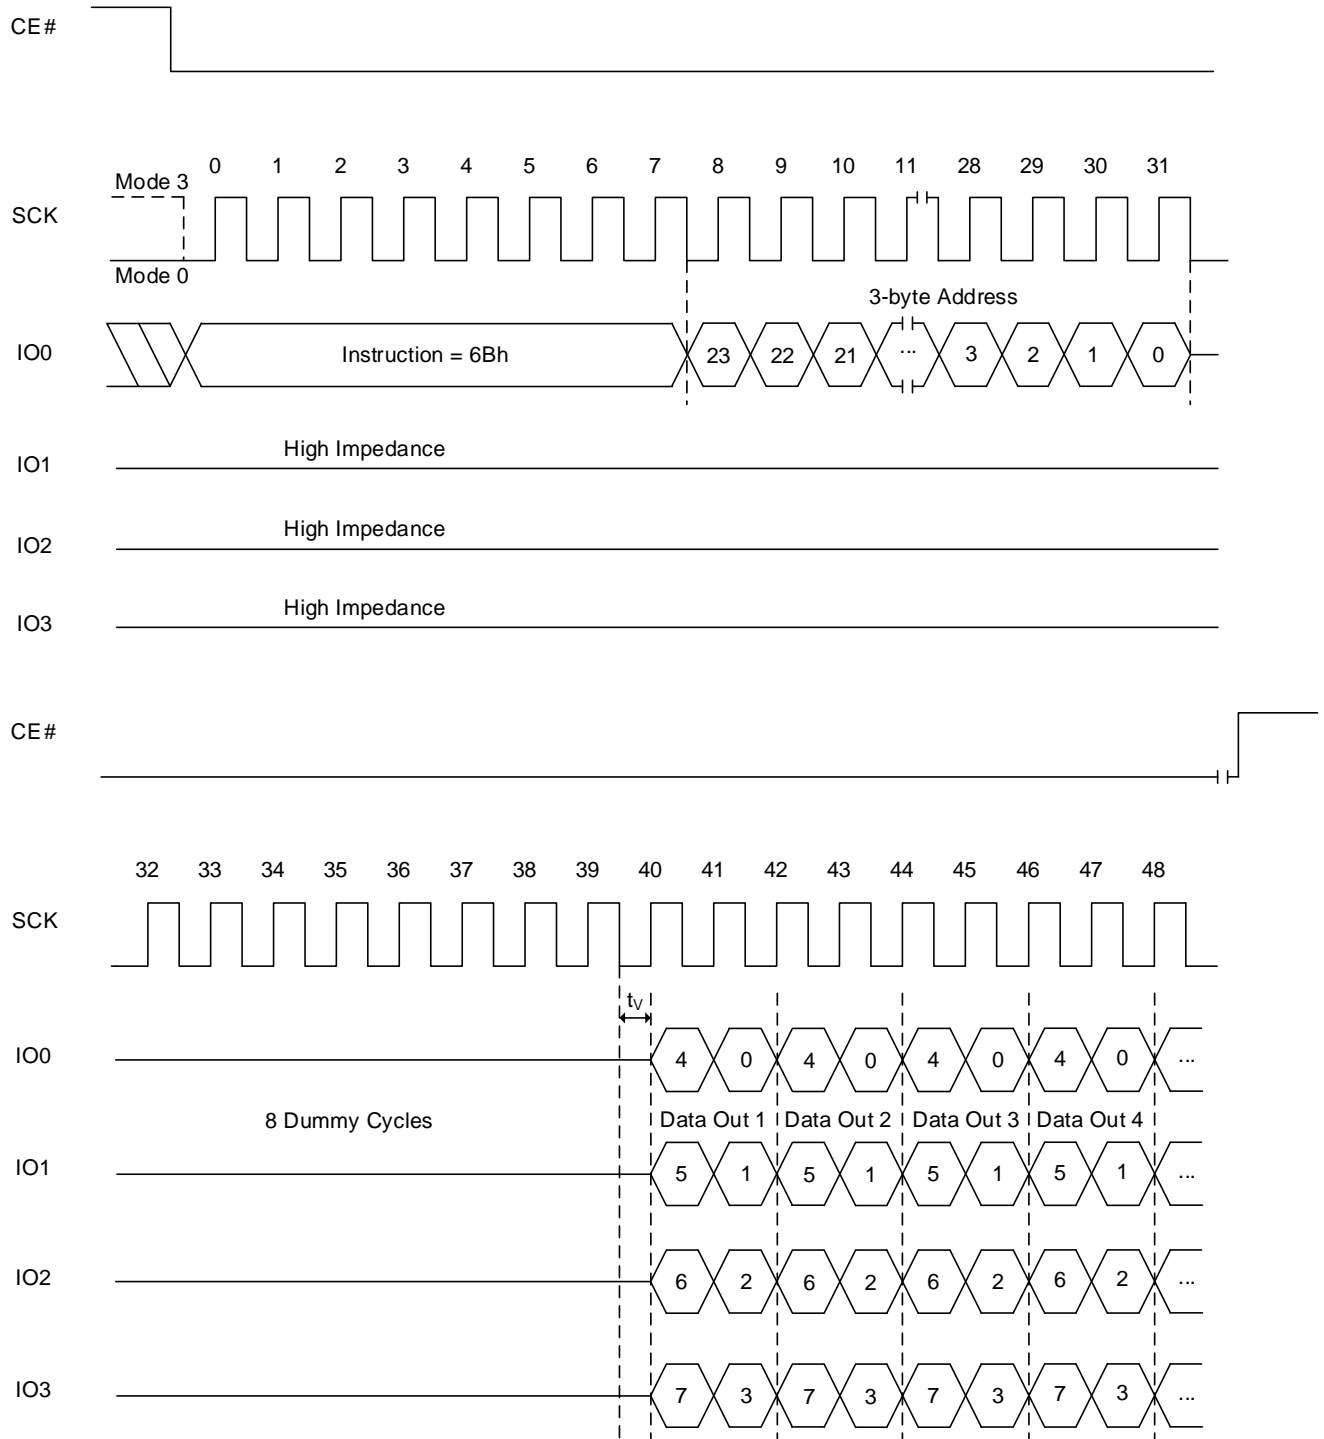 CE#
0 1 2 3 4 5 6 7 8 9 10 11 28 29 30 31
Mode 3
SCK
Mode 0
3-byte Address
IO0 Instruction = 6Bh 23 22 21 ... 3 2 1 0
High Impedance
IO1
High Impedance
IO2
High Impedance
IO3
CE#
32 33 34 35 36 37 38 39 40 41 42 43 44 45 46 47 48
SCK
tV
IO0 4 0 4 0 4 0 4 0 ...
8 Dummy Cycles Data Out 1 Data Out 2 Data Out 3 Data Out 4
IO1 5 1 5 1 5 1 5 1 ...
IO2 6 2 6 2 6 2 6 2 ...
IO3 7 3 7 3 7 3 7 3 ...